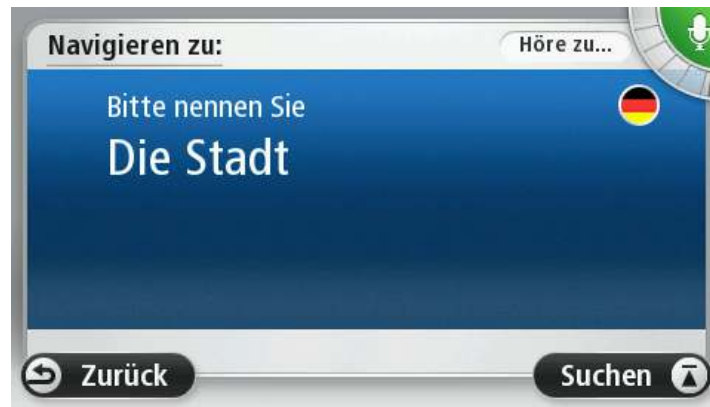 Navigieren zu:
Höre zu...
Bitte nennen Sie
Die Stadt
Zurück
Suchen